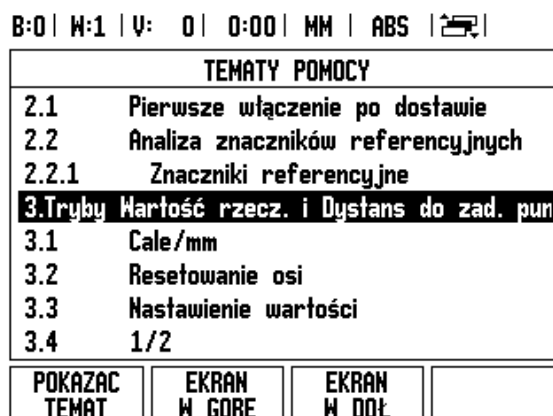 B:0| W:1 |V: 0| 0:00| MM | ABS |
TEMATY POMOCY
2.1 Pierwsze włączenie po dostawie
2.2 Analiza znaczników referencyjnych
2.2.1 Znaczniki referencyjne
3.Tryby Wartość rzecz. i Dystans do zad. pun
3.1 Cale/mm
3.2 Resetowanie osi
3.3 Nastawienie wartości
3.4 1/2
POKAZAC TEMAT
EKRAN W GORE
EKRAN W DOŁ